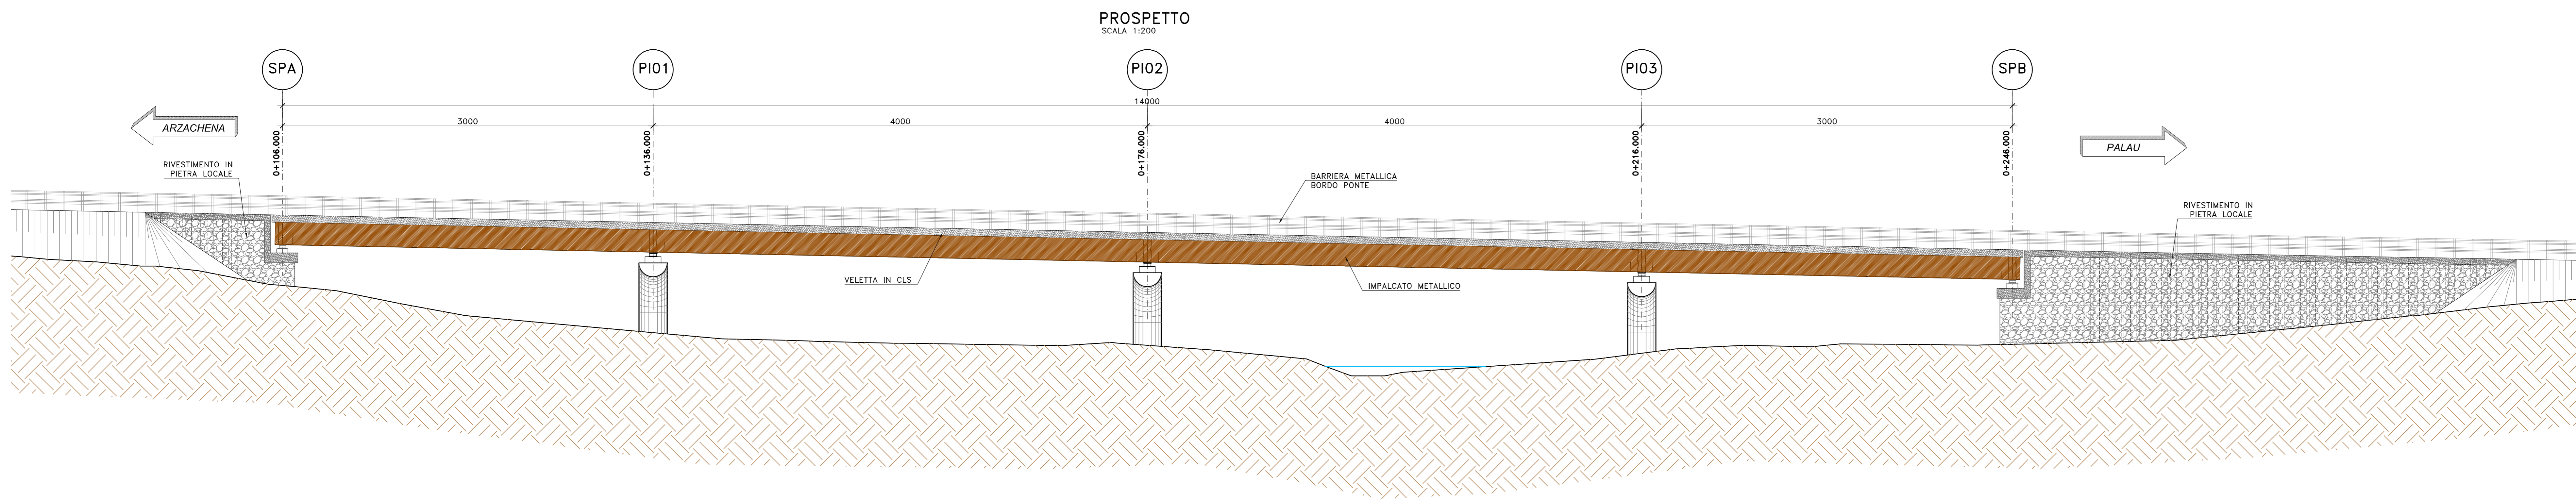 PROSPETTO
SCALA 1:200
SPA
PI01
PI02
PI03
SPB
14000
3000
4000
4000
3000
ARZACHENA
PALAU
0+106.000
0+136.000
0+176.000
0+216.000
0+246.000
RIVESTIMENTO IN
PIETRA LOCALE
BARRIERA METALLICA
BORDO PONTE
RIVESTIMENTO IN
PIETRA LOCALE
VELETTA IN CLS
IMPALCATO METALLICO